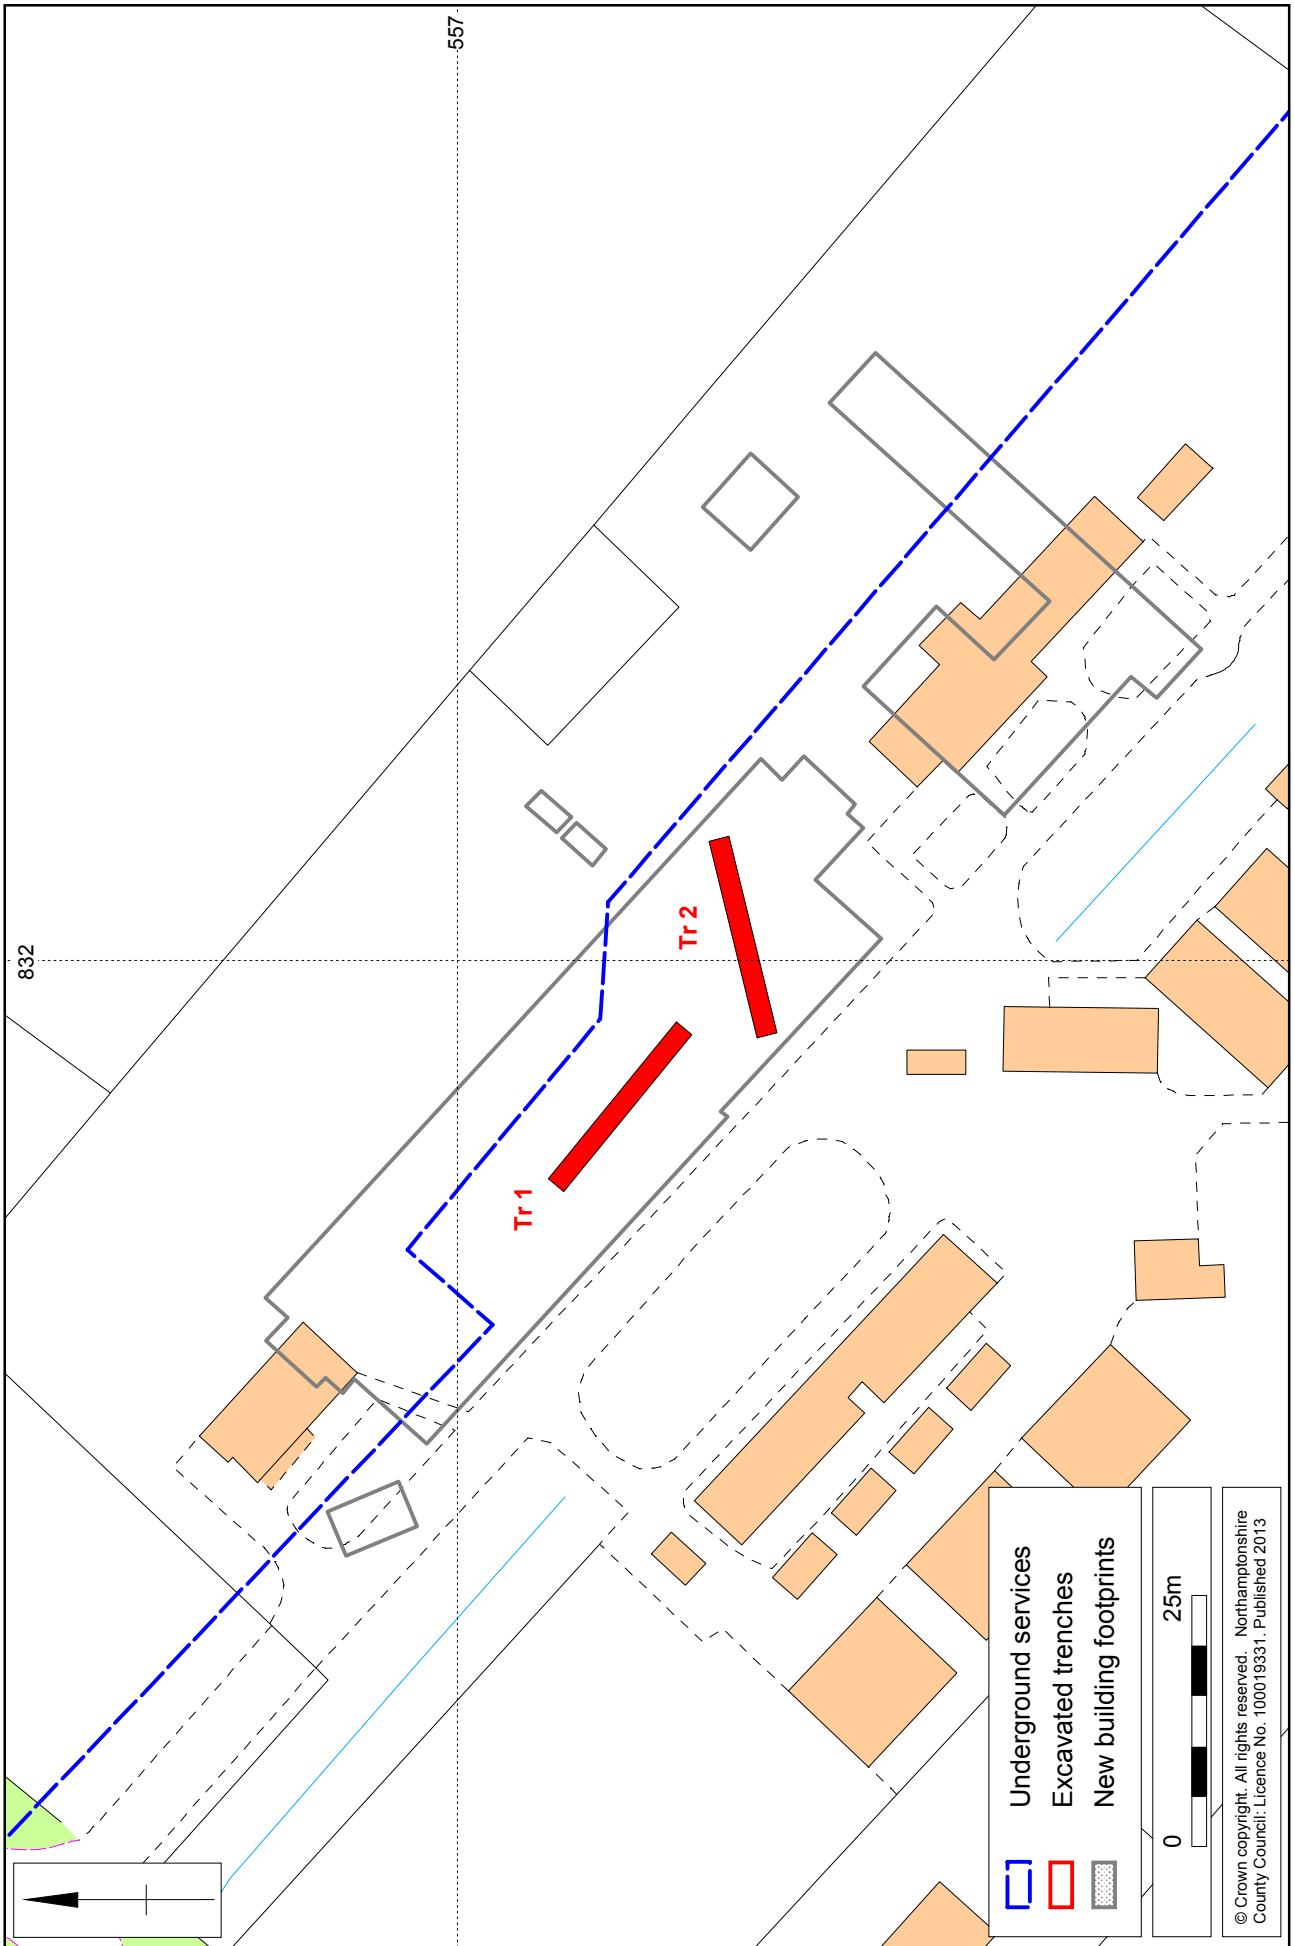 557
832
Tr 1
Tr 2
Underground services
Excavated trenches
New building footprints
0 25m
© Crown copyright. All rights reserved. Northamptonshire
County Council: Licence No. 100019331. Published 2013